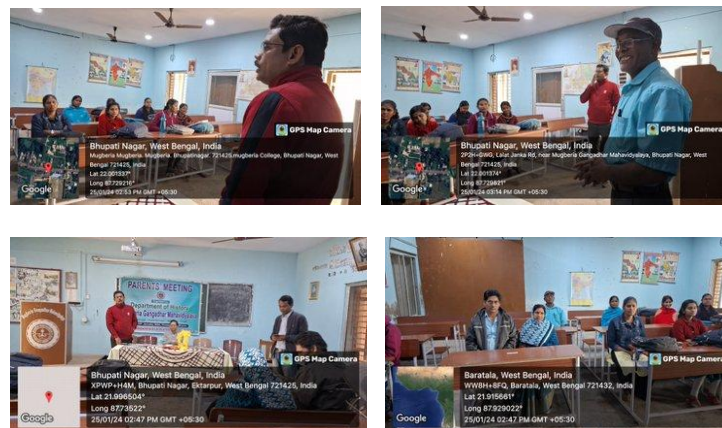 GPS Map Camera
Bhupati Nagar, West Bengal, India
Mugberia Mugberia. Mugberia. Bhupatinagar. 721425.mugberia College, Bhupati Nagar, West
Bengal 721425, India
Lat 22.001337°
Long 87.729216°
25/01/24 02:53 PM GMT +05:30
Google
GPS Map Camera
Bhupati Nagar, West Bengal, India
2P2H+GWG, Lalat Janka Rd, near Mugberia Gangadhar Mahavidyalaya, Bhupati Nagar, West
Bengal 721425, India
Lat 22.001374°
Long 87.729821°
25/01/24 03:14 PM GMT +05:30
Google
PARENTS MEETING
Department of History
Gangadhar Mahavidyalaya
GPS Map Camera
Bhupati Nagar, West Bengal, India
XPWP+H4M, Bhupati Nagar, Ektarpur, West Bengal 721425, India
Lat 21.996504°
Long 87.73522°
25/01/24 02:47 PM GMT +05:30
Google
GPS Map Camera
Baratala, West Bengal, India
WW8H+8FQ, Baratala, West Bengal 721432, India
Lat 21.915661°
Long 87.929022°
25/01/24 02:47 PM GMT +05:30
Google